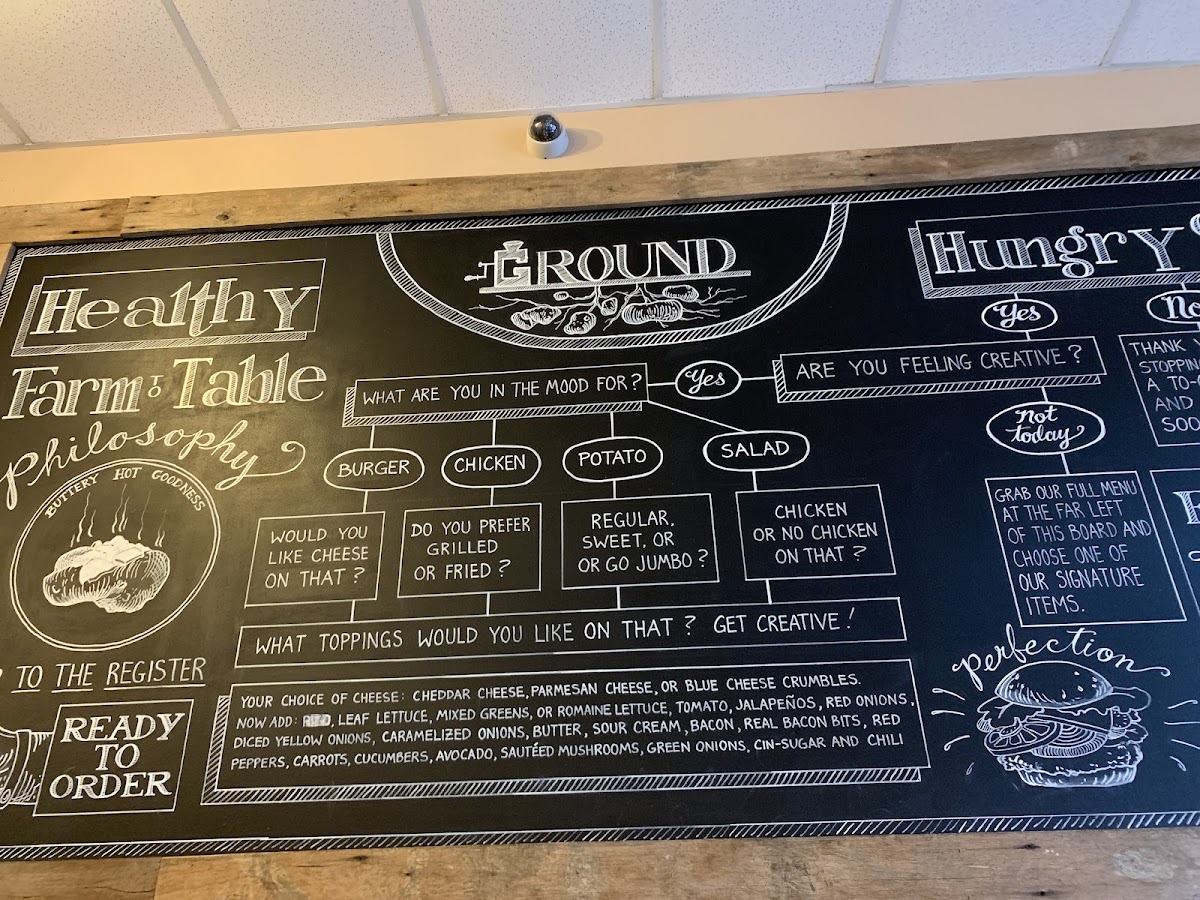 Healthy
Farm to Table
Philosophy
BUTTERY HOT GOODNESS
TO THE REGISTER
READY
TO
ORDER
GROUND
Hungry
Yes
No
ARE YOU FEELING CREATIVE?
Yes
WHAT ARE YOU IN THE MOOD FOR?
BURGER
CHICKEN
POTATO
SALAD
WOULD YOU
LIKE CHEESE
ON THAT?
DO YOU PREFER
GRILLED
OR FRIED?
REGULAR,
SWEET, OR
OR GO JUMBO?
CHICKEN
OR NO CHICKEN
ON THAT?
WHAT TOPPINGS WOULD YOU LIKE ON THAT? GET CREATIVE!
YOUR CHOICE OF CHEESE: CHEDDAR CHEESE, PARMESAN CHEESE, OR BLUE CHEESE CRUMBLES.
NOW ADD: , LEAF LETTUCE, MIXED GREENS, OR ROMAINE LETTUCE, TOMATO, JALAPEÑOS, RED ONIONS,
DICED YELLOW ONIONS, CARAMELIZED ONIONS, BUTTER, SOUR CREAM, BACON, REAL BACON BITS, RED
PEPPERS, CARROTS, CUCUMBERS, AVOCADO, SAUTÉED MUSHROOMS, GREEN ONIONS, CIN-SUGAR AND CHILI
Not
today
GRAB OUR FULL MENU
AT THE FAR LEFT
OF THIS BOARD AND
CHOOSE ONE OF
OUR SIGNATURE
ITEMS.
Perfection
THANK
STOPPIN
A TO-
AND
SOO